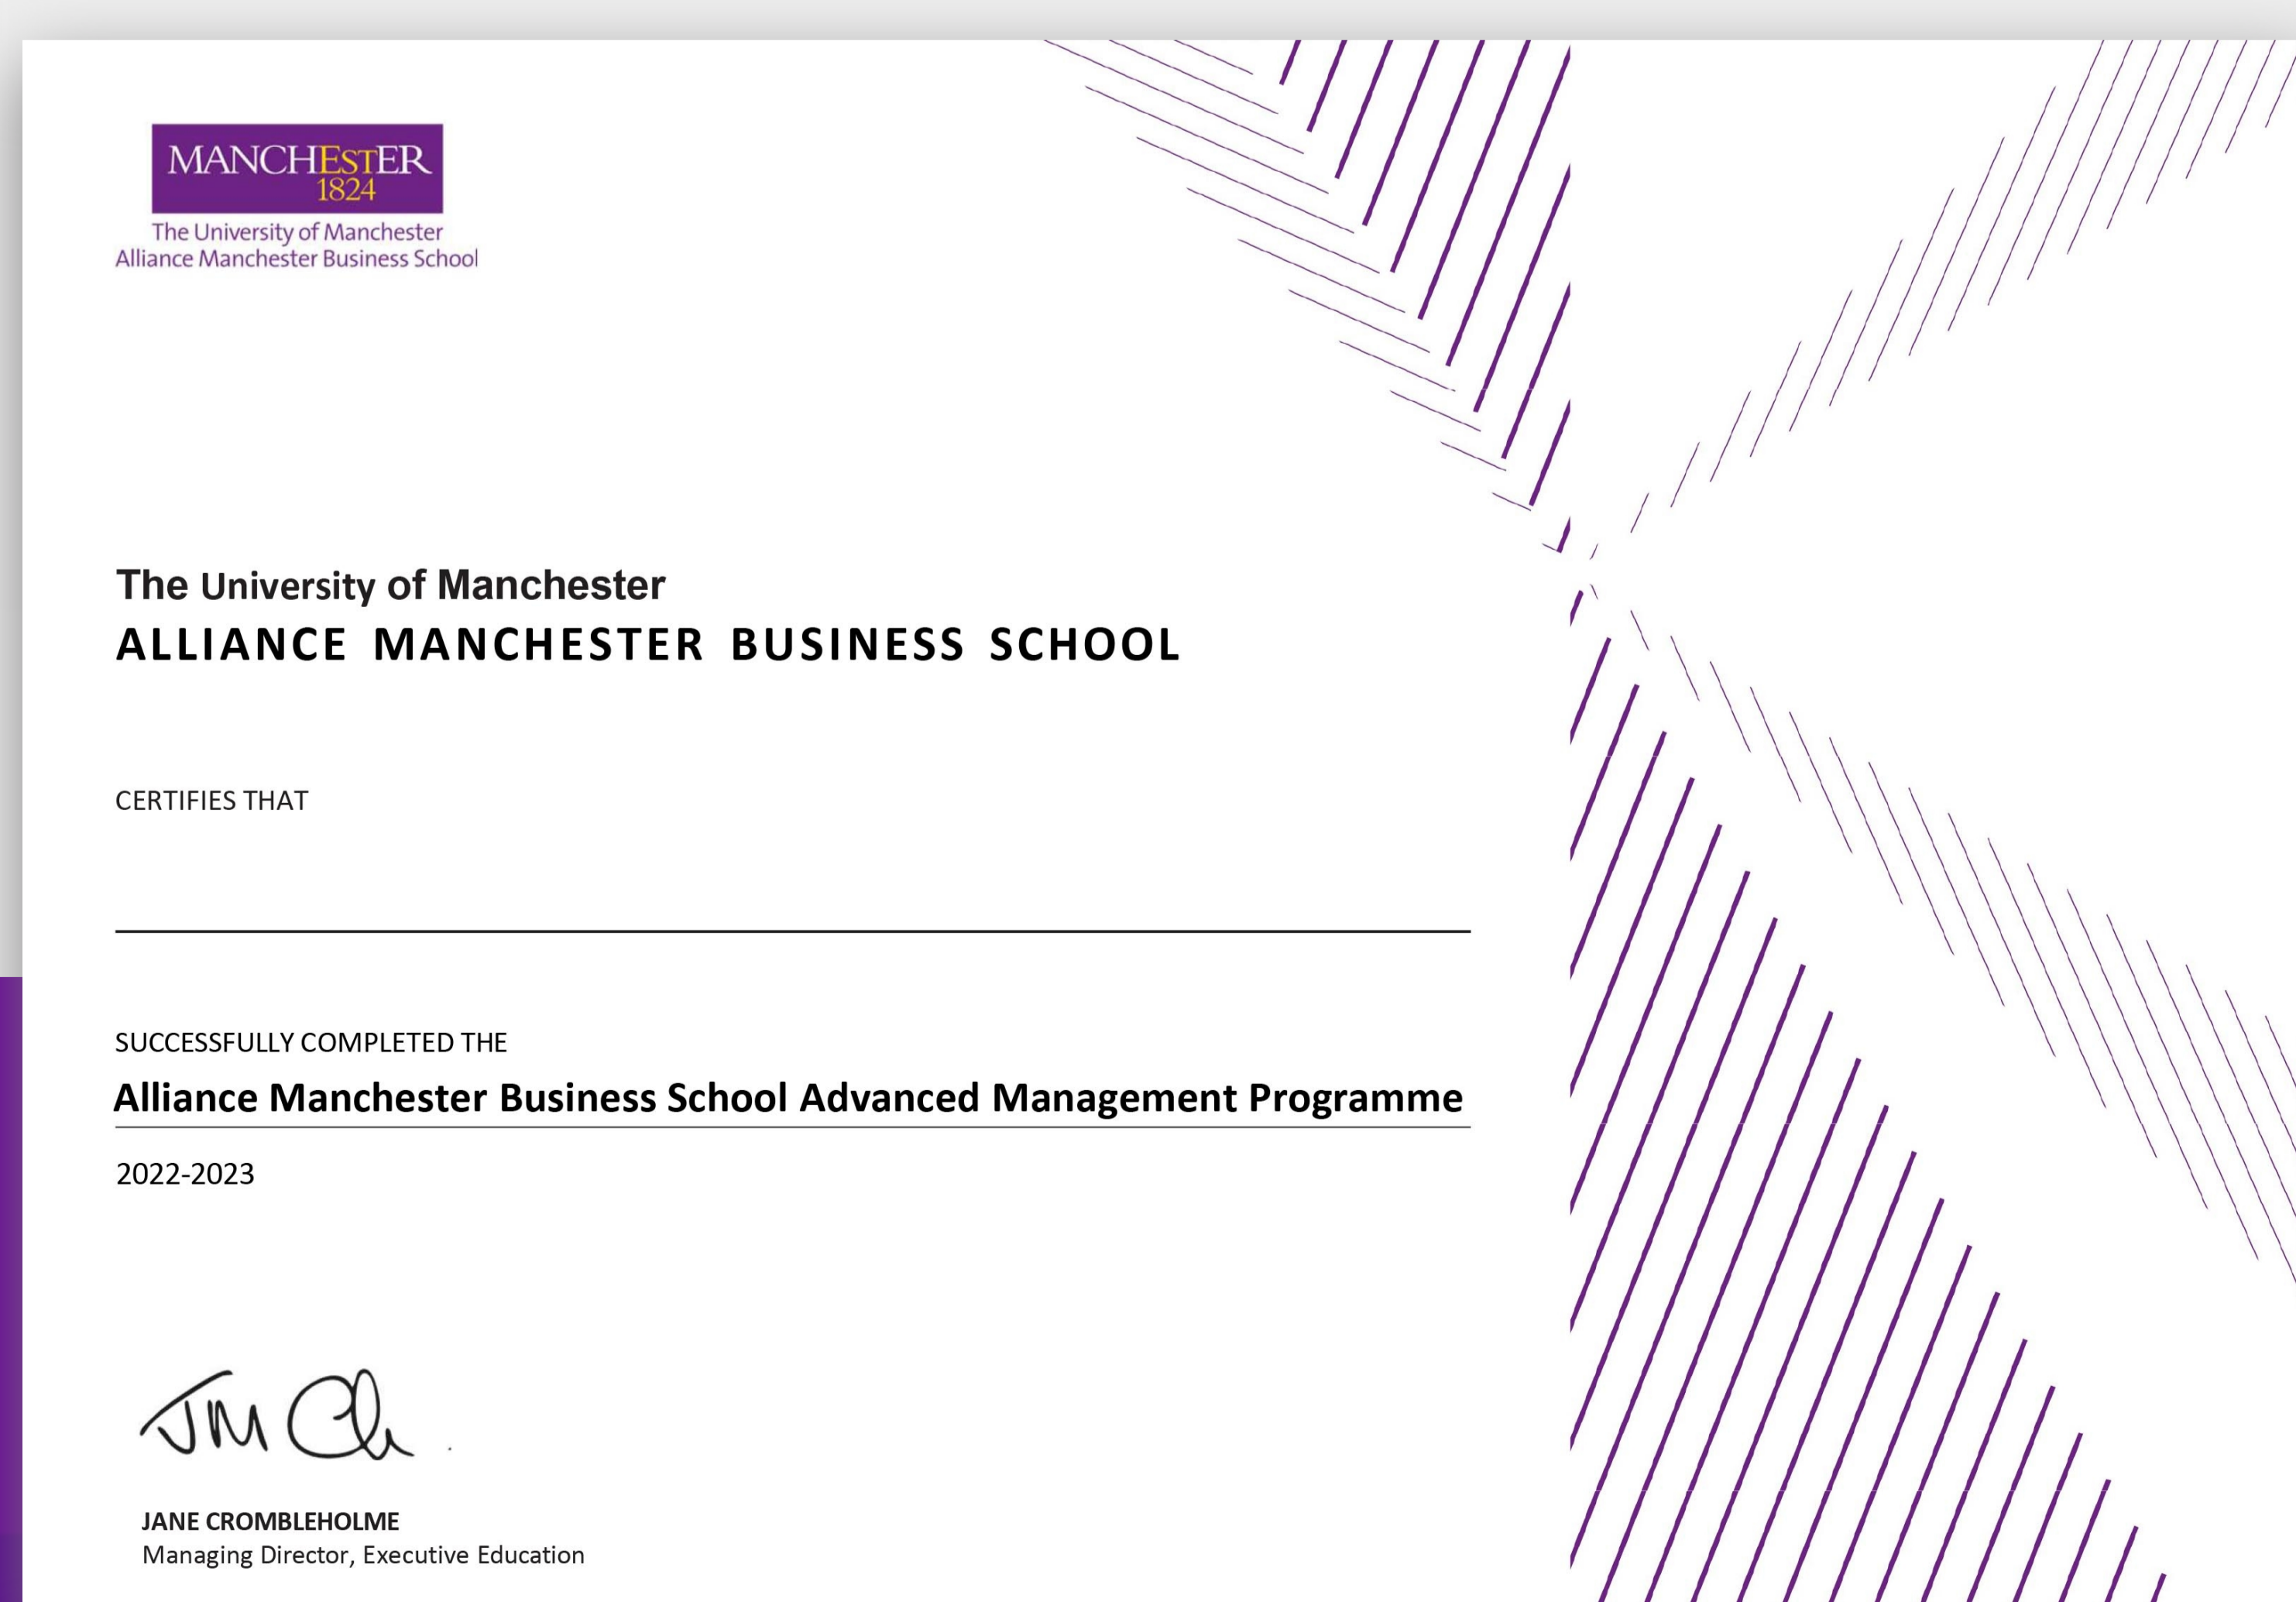 MANCHESTER
1824
The University of Manchester
Alliance Manchester Business School
The University of Manchester
ALLIANCE MANCHESTER BUSINESS SCHOOL
CERTIFIES THAT
SUCCESSFULLY COMPLETED THE
Alliance Manchester Business School Advanced Management Programme
2022-2023
JANE CROMBLEHOLME
Managing Director, Executive Education